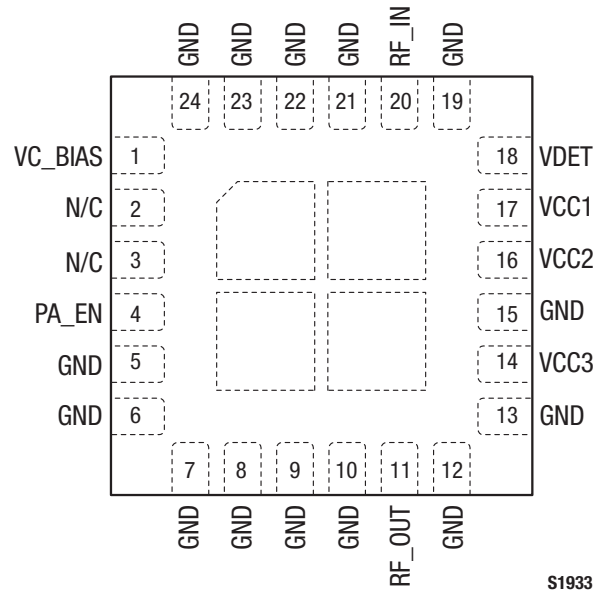 GND
GND
GND
GND
RF_IN
GND
24
23
22
21
20
19
VC_BIAS 1
18 VDET
N/C 2
17 VCC1
N/C 3
16 VCC2
PA_EN 4
15 GND
GND 5
14 VCC3
GND 6
13 GND
7
8
9
10
11
12
GND
GND
GND
GND
RF_OUT
GND
S1933